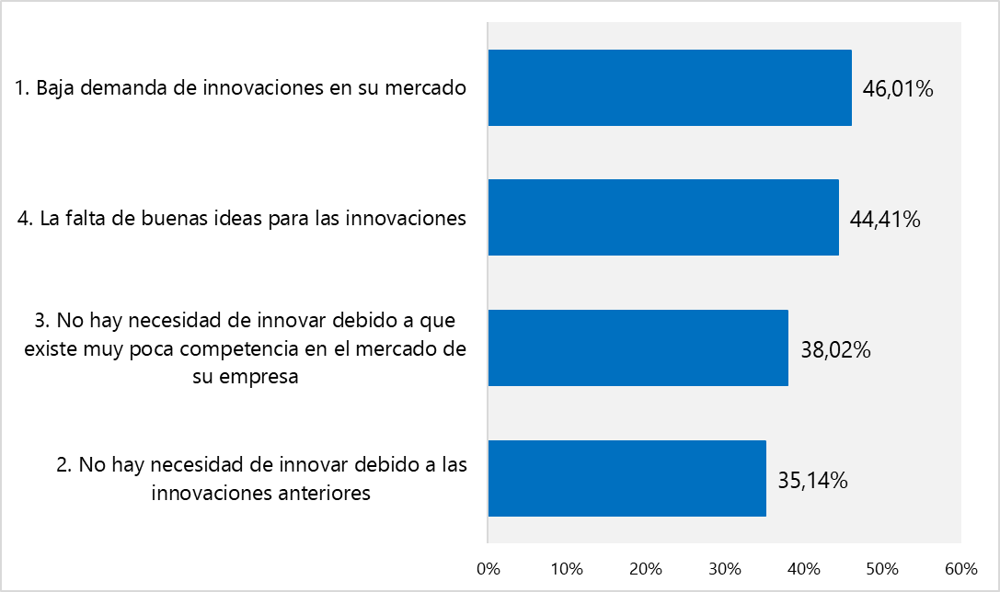 1. Baja demanda de innovaciones en su mercado
46,01%
4. La falta de buenas ideas para las innovaciones
44,41%
3. No hay necesidad de innovar debido a que
existe muy poca competencia en el mercado de
su empresa
38,02%
2. No hay necesidad de innovar debido a las
innovaciones anteriores
35,14%
0% 10% 20% 30% 40% 50% 60%